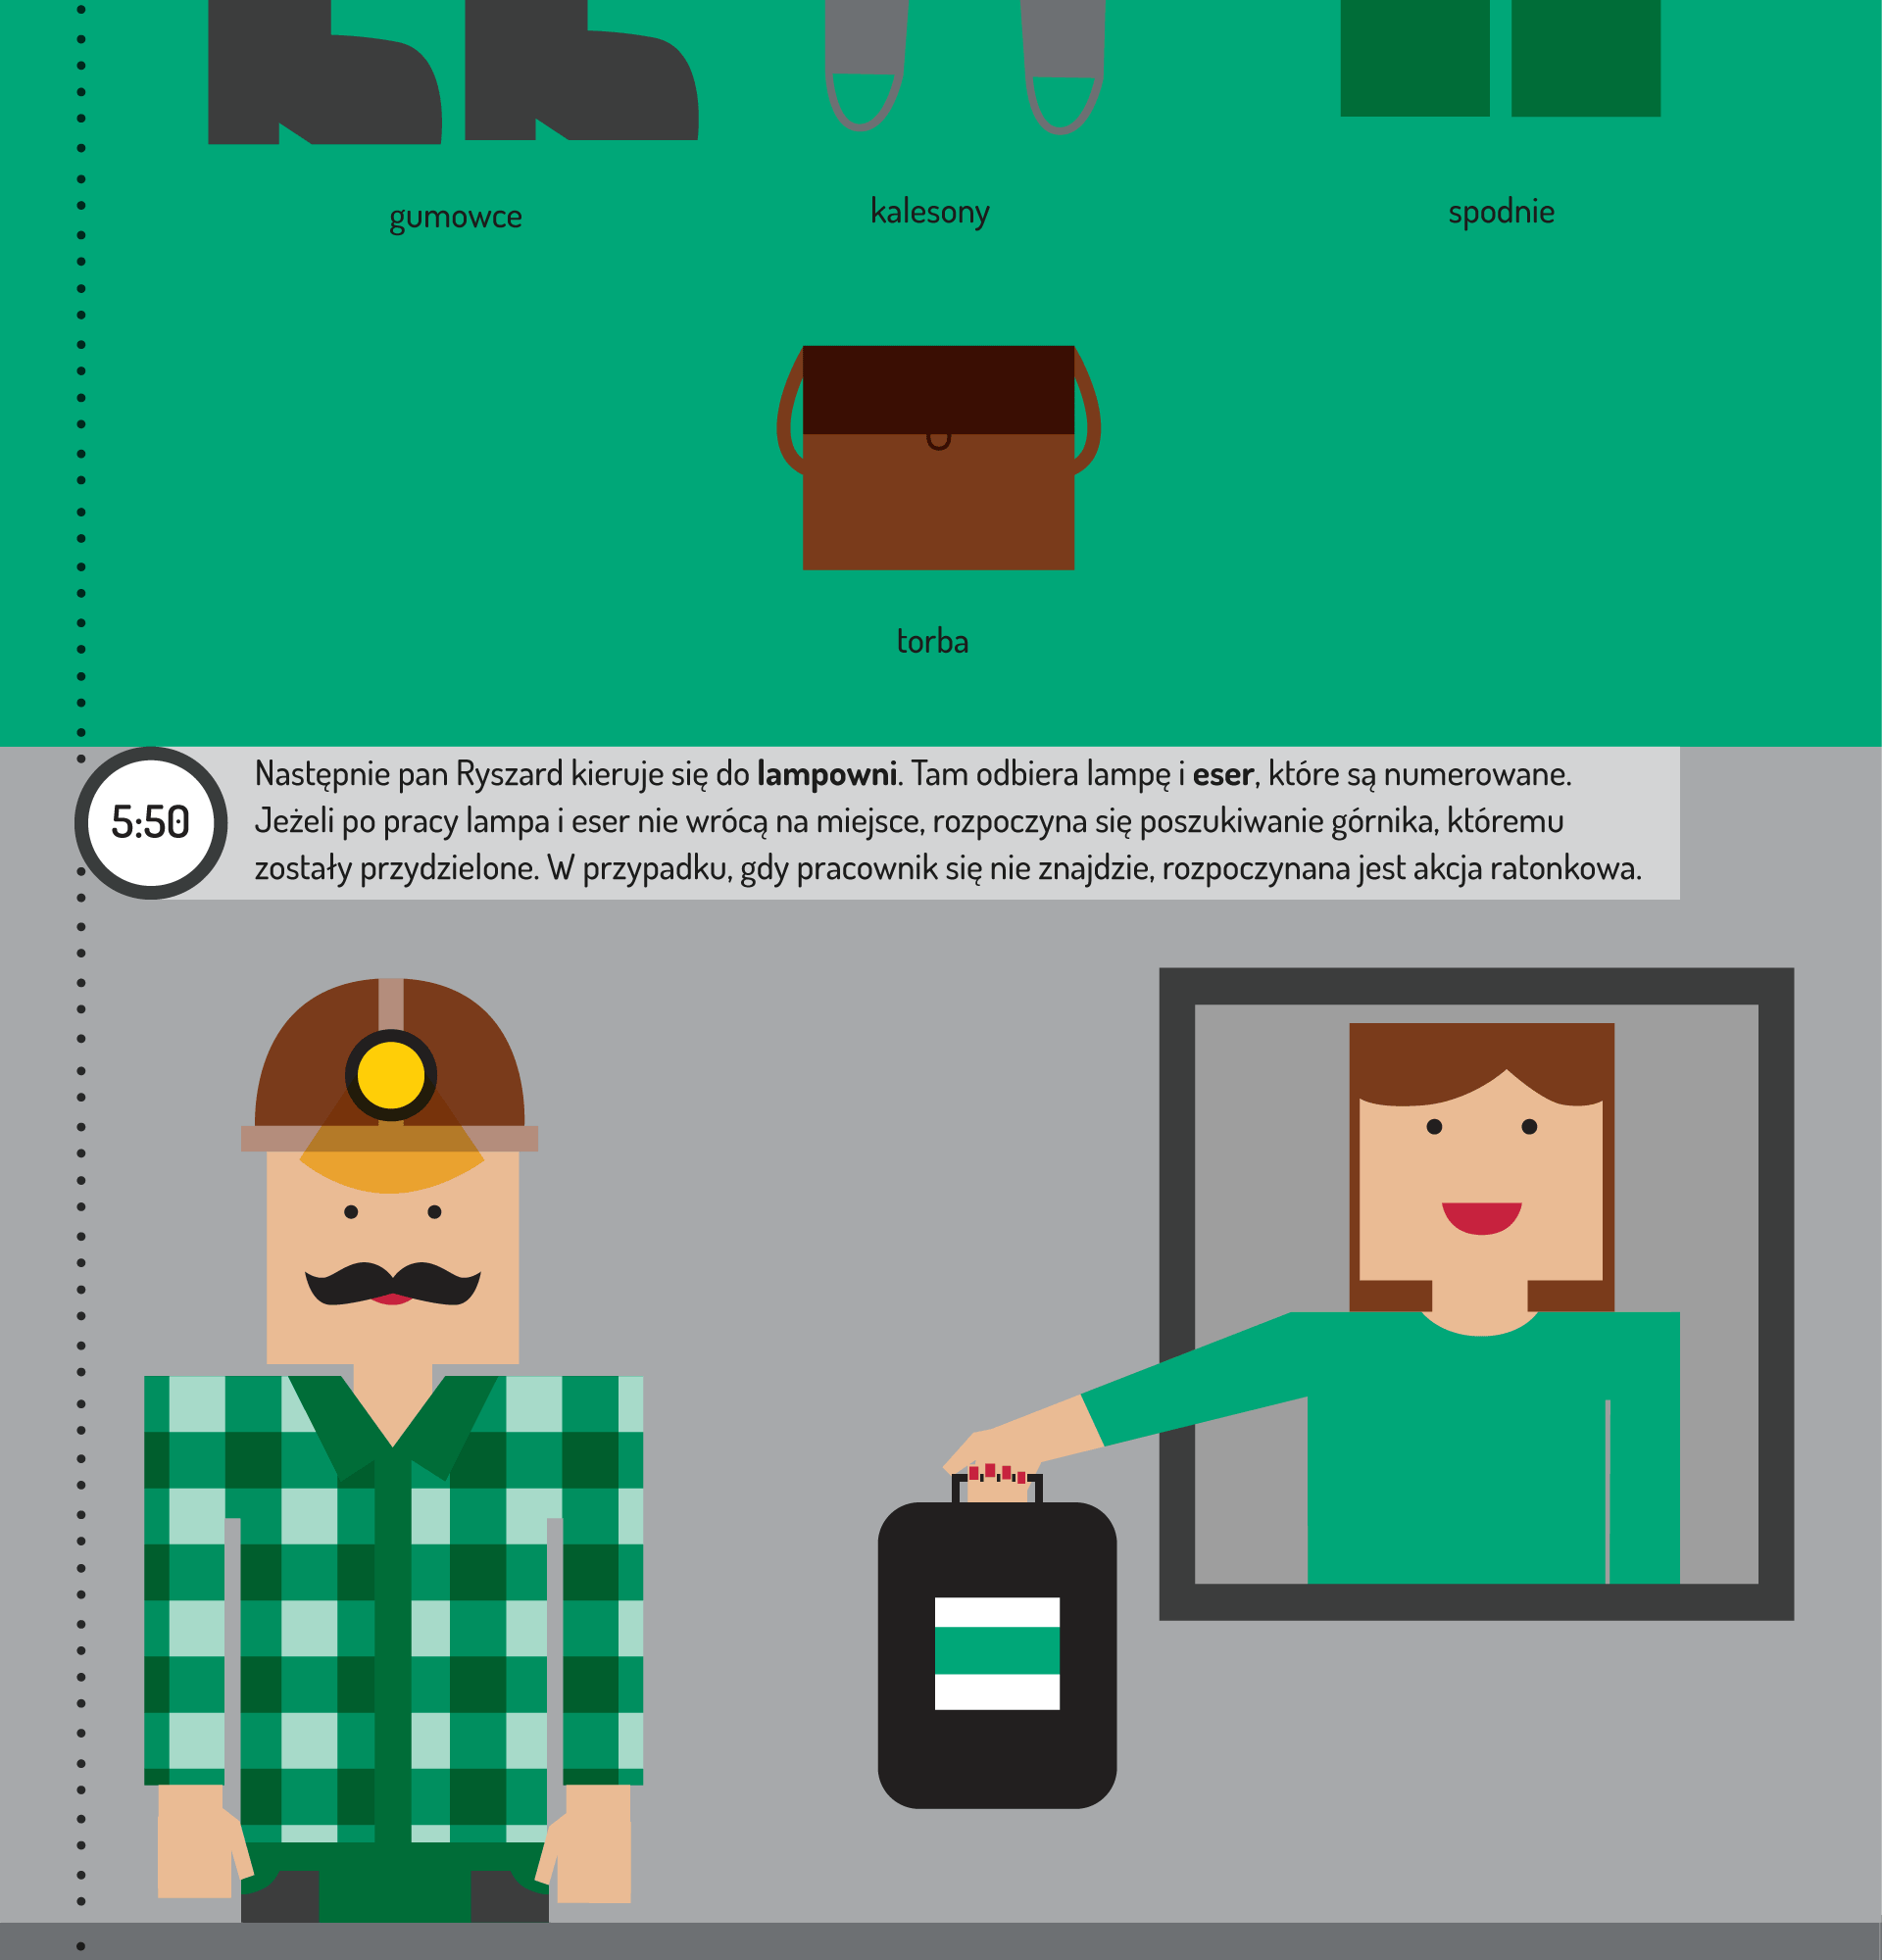 gumowce
kalesony
spodnie
torba
5:50
Następnie pan Ryszard kieruje się do lampowni. Tam odbiera lampę i eser, które są numerowane.
Jeżeli po pracy lampa i eser nie wrócą na miejsce, rozpoczyna się poszukiwanie górnika, któremu
zostały przydzielone. W przypadku, gdy pracownik się nie znajdzie, rozpoczynana jest akcja ratonkowa.